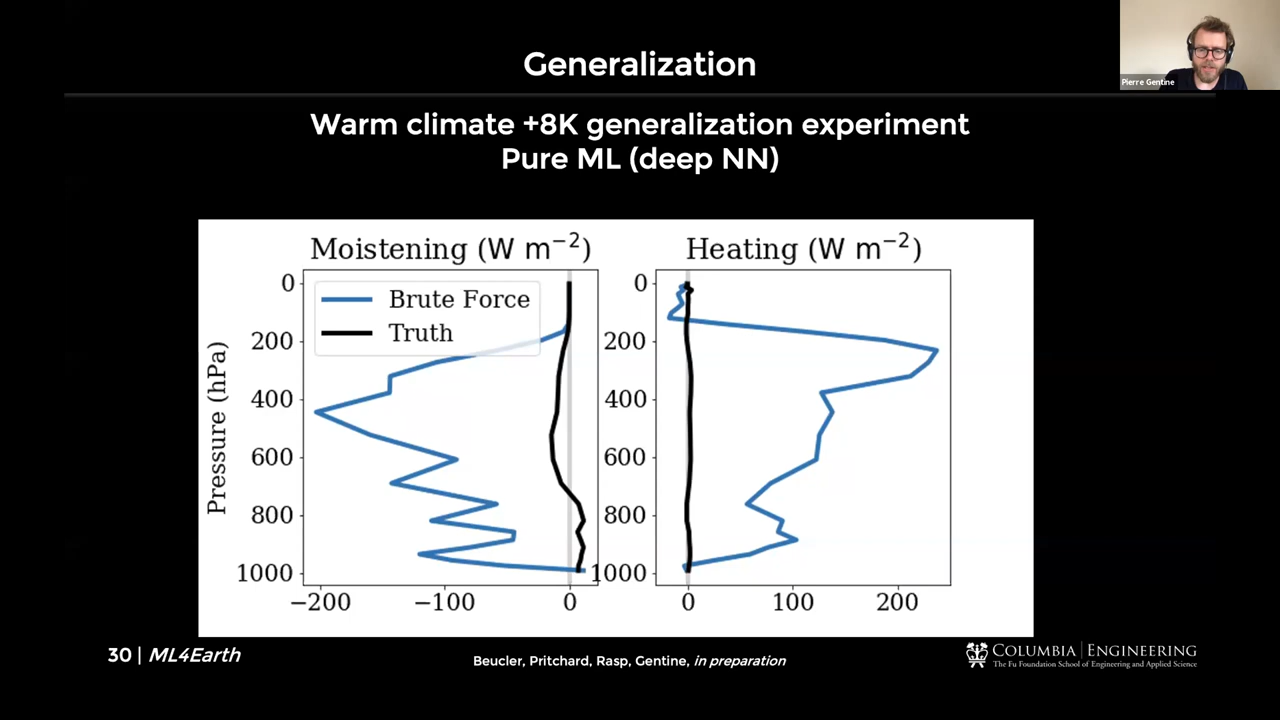 Generalization
Pierre Gentine
Warm climate +8K generalization experiment
Pure ML (deep NN)
Moistening (W m⁻²)
Heating (W m⁻²)
Brute Force
Truth
Pressure (hPa)
0
200
400
600
800
1000
−200
−100
0
0
200
400
600
800
1000
0
100
200
30 | ML4Earth
Beucler, Pritchard, Rasp, Gentine, in preparation
COLUMBIA | ENGINEERING
The Fu Foundation School of Engineering and Applied Science